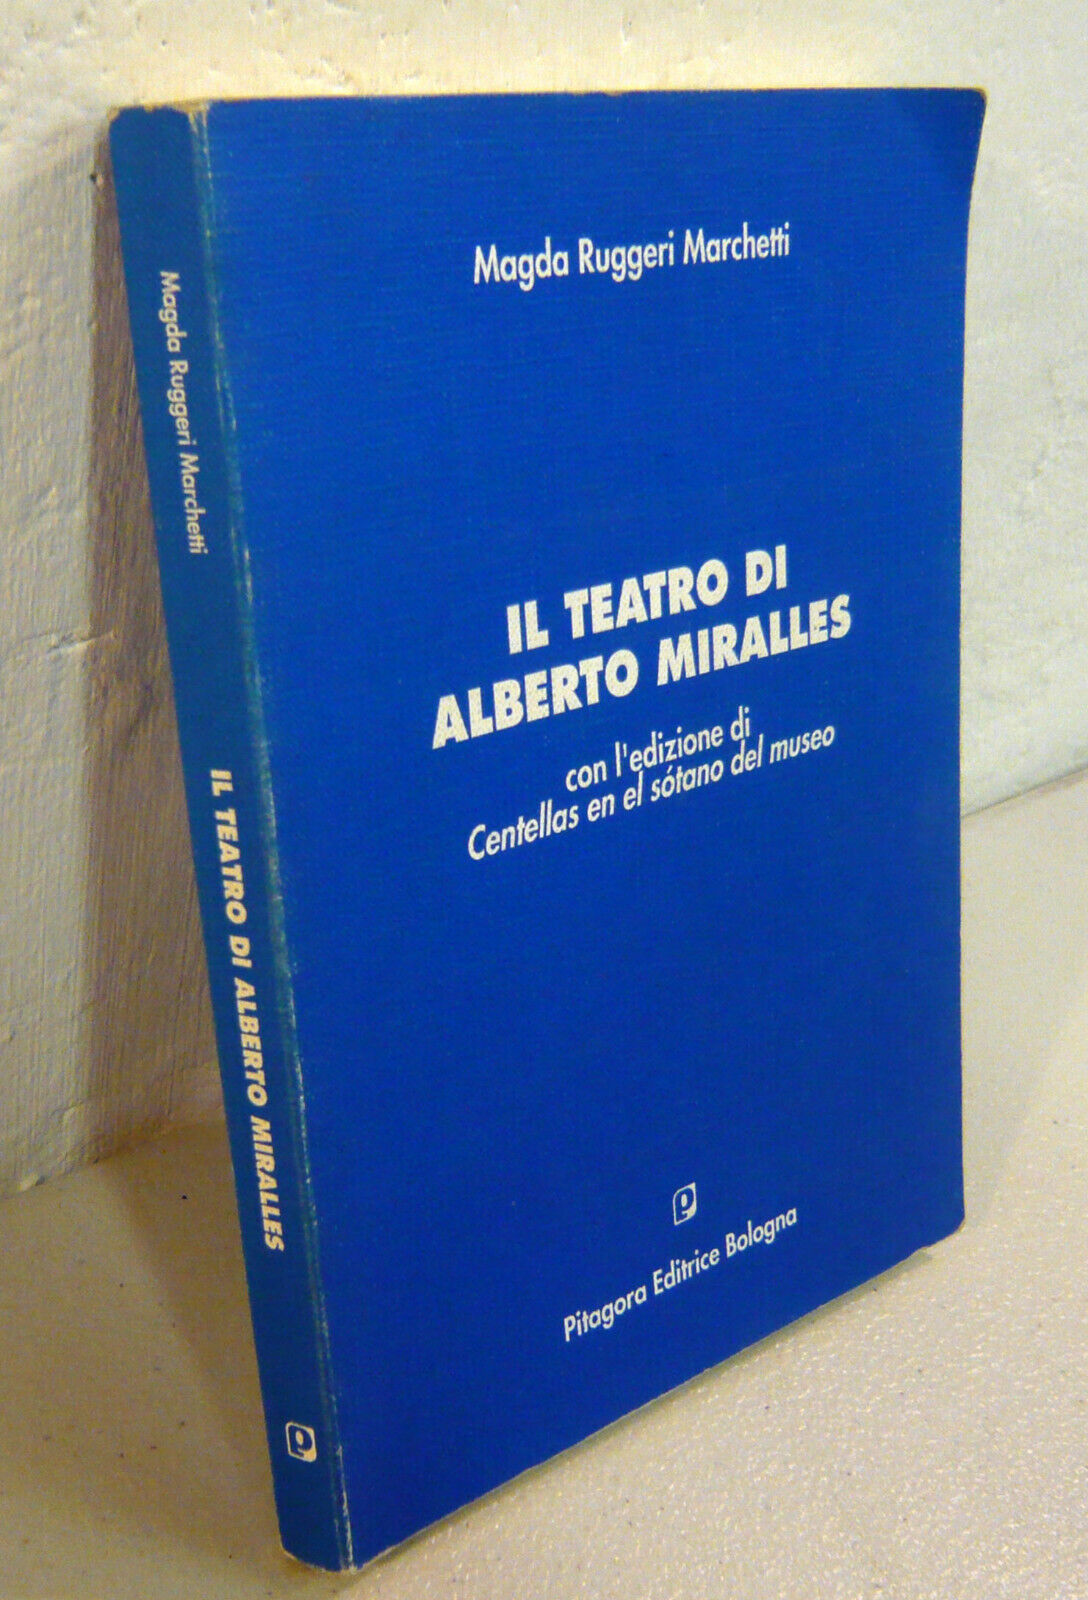 Magda Ruggeri Marchetti
IL TEATRO DI
ALBERTO MIRALLES
con l'edizione di
Centellas en el sótano del museo
Pitagora Editrice Bologna
Magda Ruggeri Marchetti
IL TEATRO DI ALBERTO MIRALLES